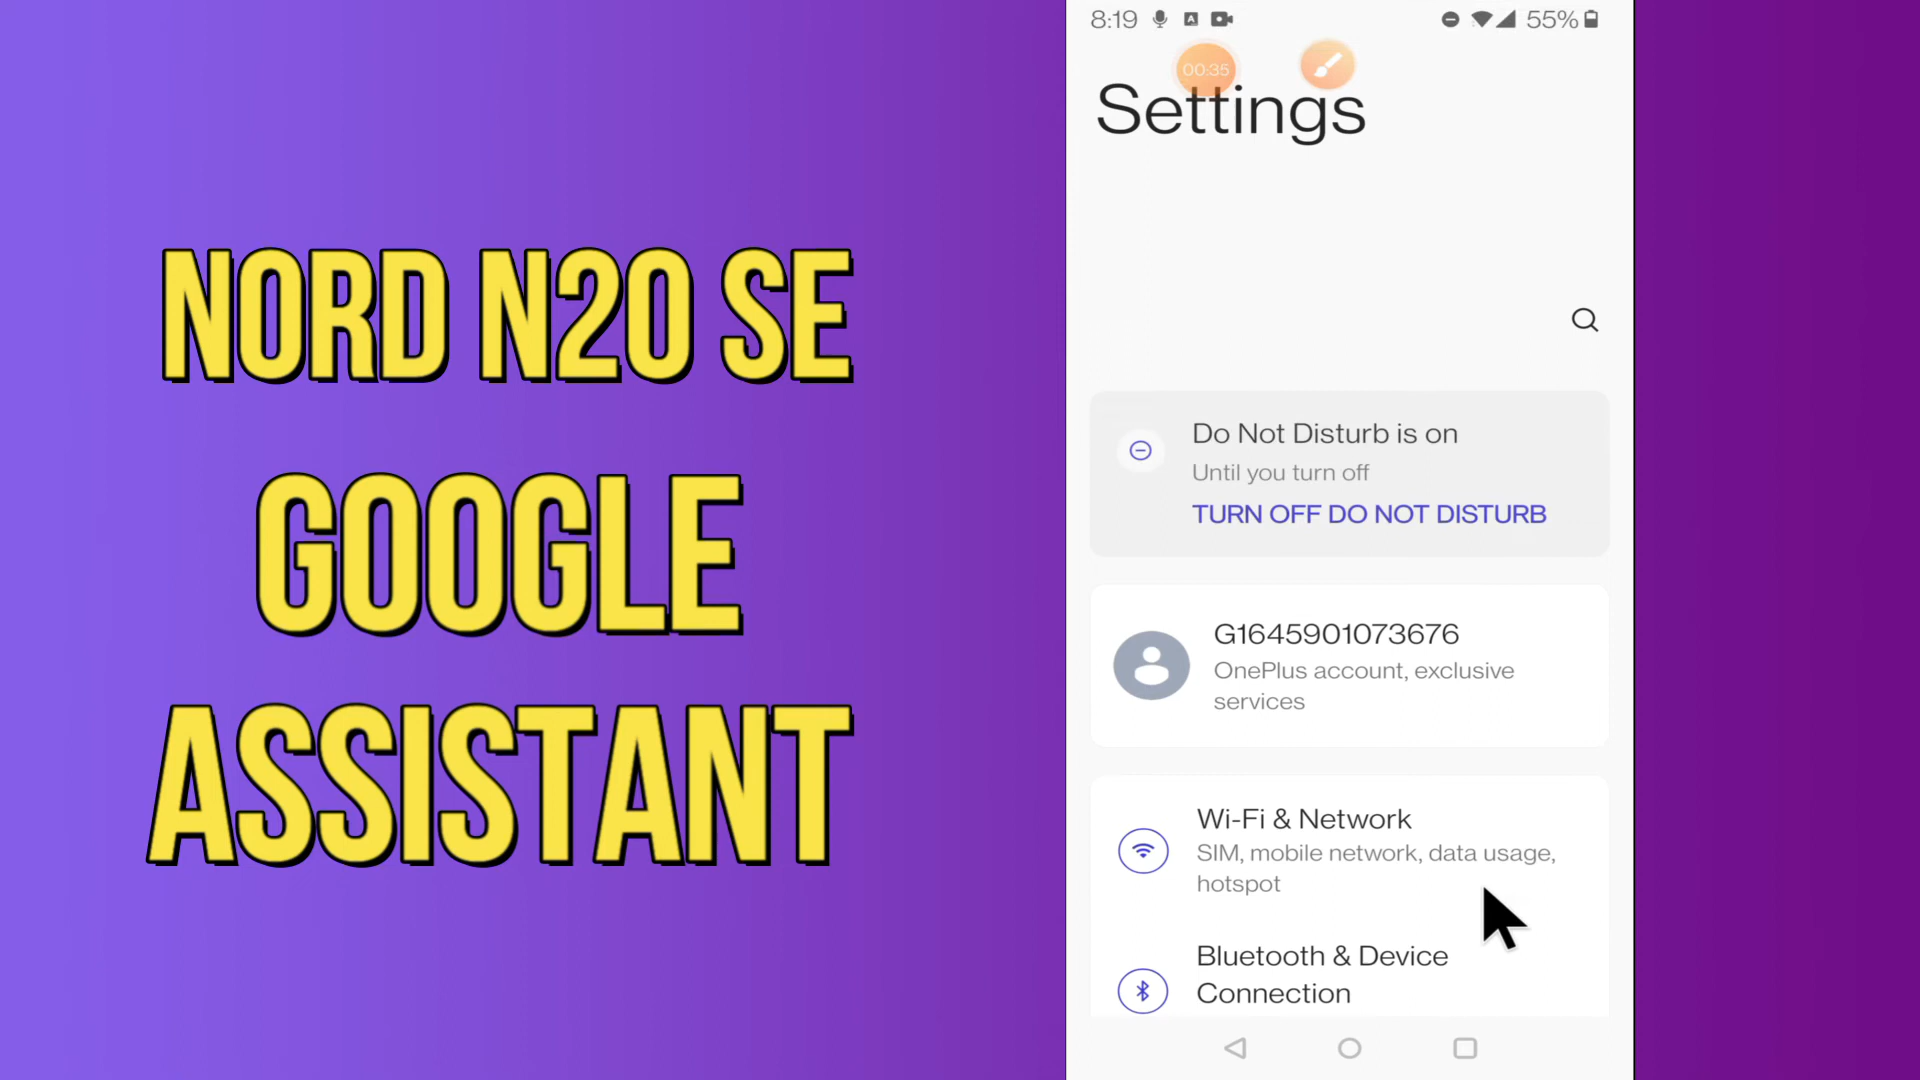 NORD N20 SE
GOOGLE
ASSISTANT
8:19
A
55%
00:35
Settings
Do Not Disturb is on
Until you turn off
TURN OFF DO NOT DISTURB
G1645901073676
OnePlus account, exclusive
services
Wi-Fi & Network
SIM, mobile network, data usage,
hotspot
Bluetooth & Device
Connection